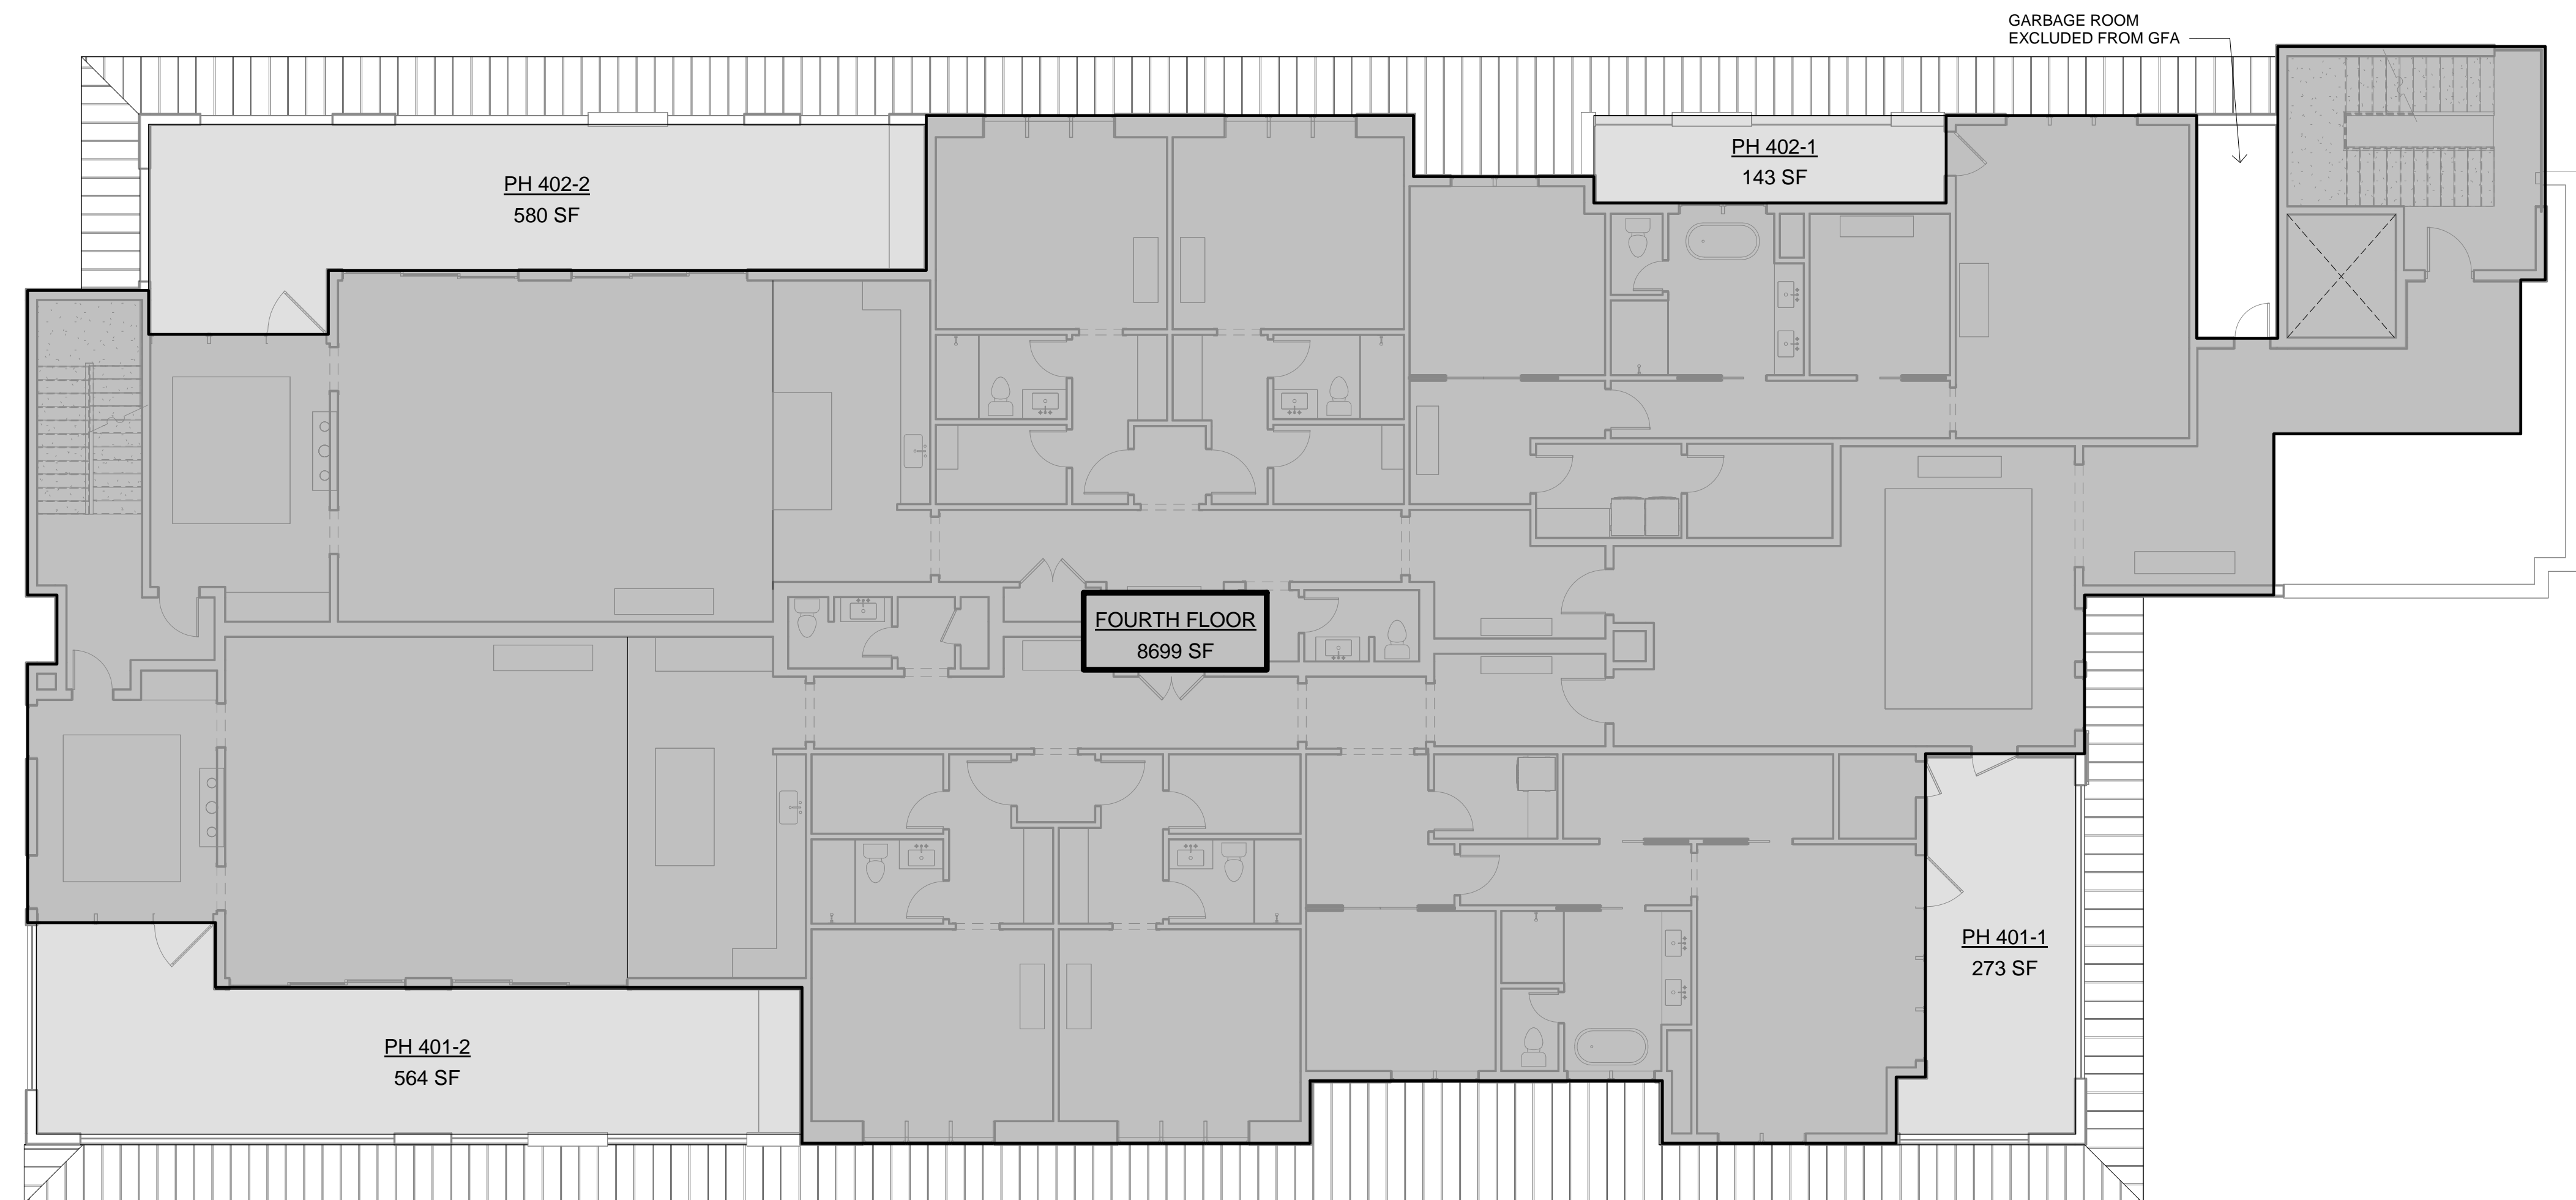 GARBAGE ROOM
EXCLUDED FROM GFA
PH 402-1
143 SF
PH 402-2
580 SF
FOURTH FLOOR
8699 SF
PH 401-1
273 SF
PH 401-2
564 SF